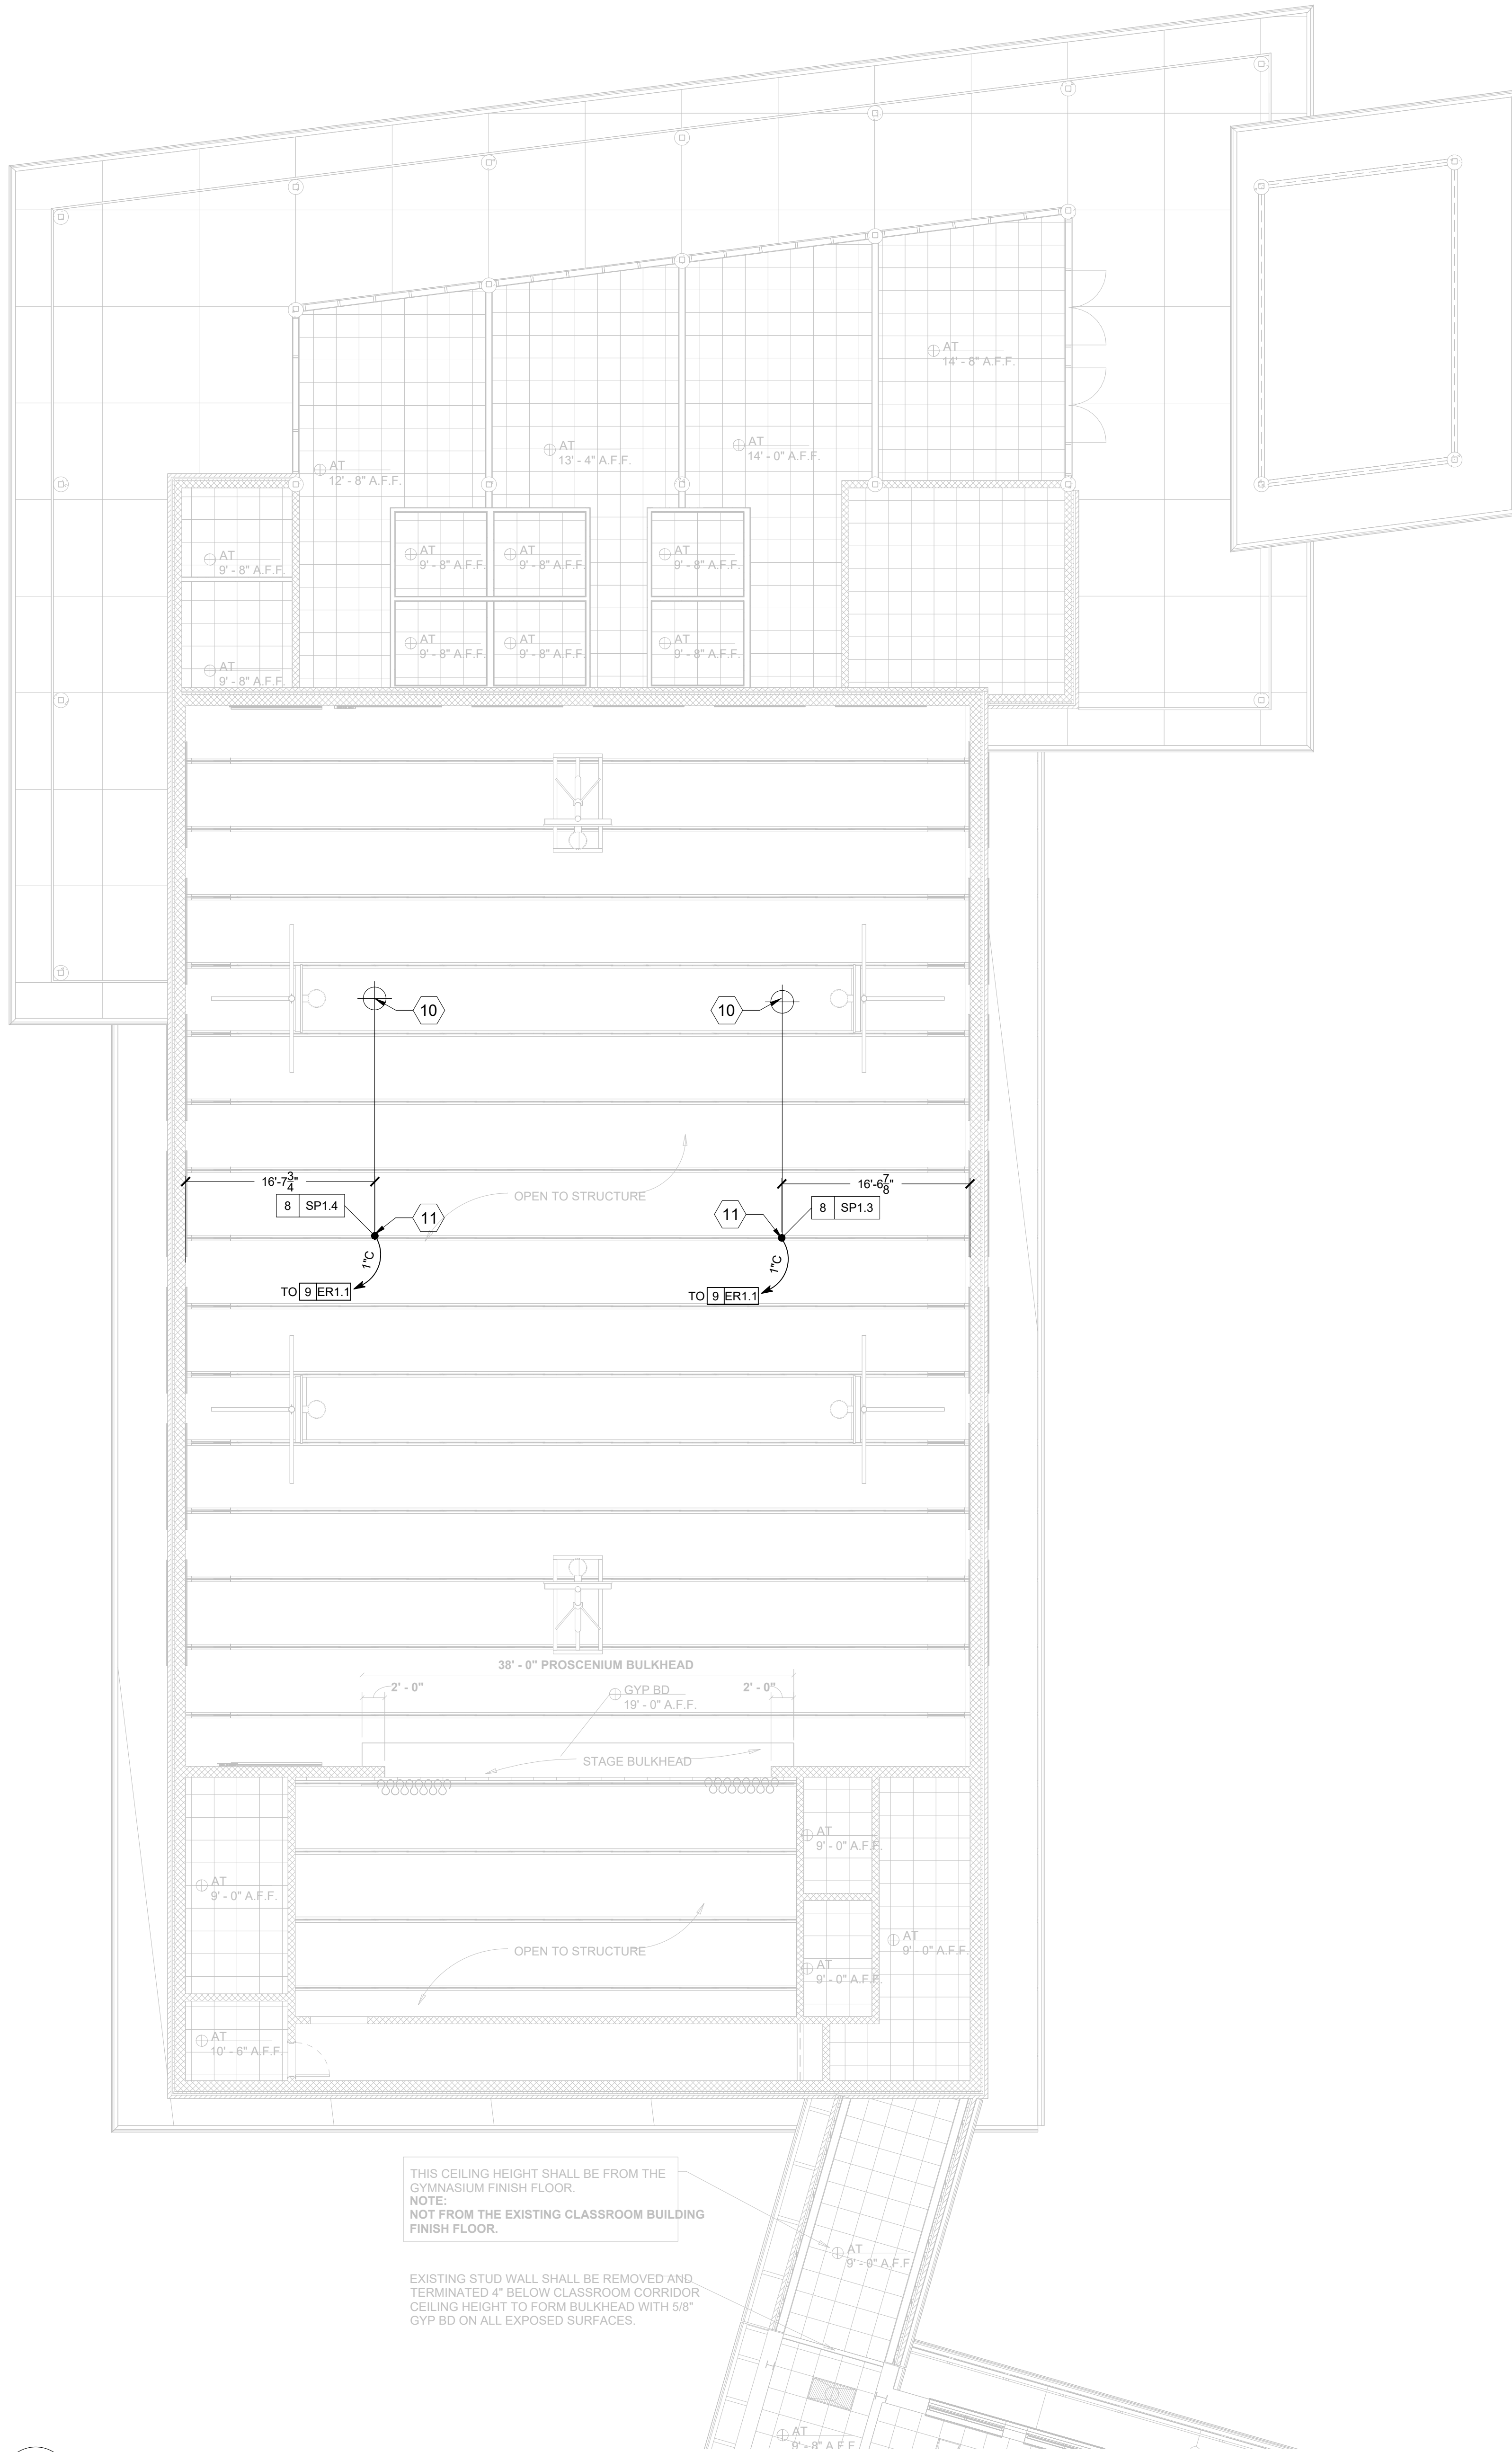 AT
14' - 8" A.F.F.
AT
14' - 0" A.F.F.
AT
13' - 4" A.F.F.
AT
12' - 8" A.F.F.
AT
9' - 8" A.F.F.
AT
9' - 8" A.F.F.
AT
9' - 8" A.F.F.
AT
9' - 8" A.F.F.
AT
9' - 8" A.F.F.
AT
9' - 8" A.F.F.
AT
9' - 8" A.F.F.
AT
9' - 8" A.F.F.
10
10
16'-7 3/4"
16'-6 7/8"
OPEN TO STRUCTURE
8 SP1.4
8 SP1.3
11
11
1"C
1"C
TO 9 ER1.1
TO 9 ER1.1
38' - 0" PROSCENIUM BULKHEAD
2' - 0"
GYP BD
19' - 0" A.F.F.
2' - 0"
STAGE BULKHEAD
AT
9' - 0" A.F.F.
AT
9' - 0" A.F.F.
AT
9' - 0" A.F.F.
OPEN TO STRUCTURE
AT
9' - 0" A.F.F.
AT
10' - 6" A.F.F.
THIS CEILING HEIGHT SHALL BE FROM THE
GYMNASIUM FINISH FLOOR.
NOTE:
NOT FROM THE EXISTING CLASSROOM BUILDING
FINISH FLOOR.
AT
9' - 0" A.F.F.
EXISTING STUD WALL SHALL BE REMOVED AND
TERMINATED 4" BELOW CLASSROOM CORRIDOR
CEILING HEIGHT TO FORM BULKHEAD WITH 5/8"
GYP BD ON ALL EXPOSED SURFACES.
AT
9' - 8" A.F.F.